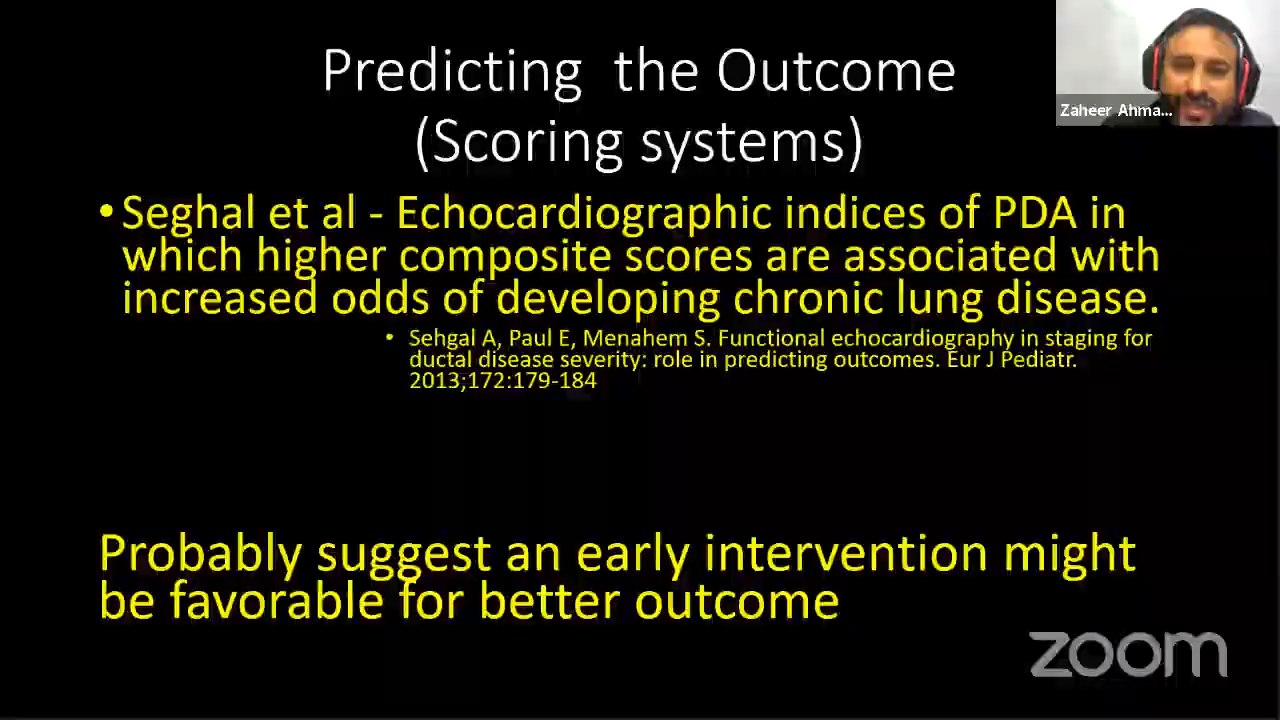 Predicting the Outcome
(Scoring systems)
Zaheer Ahma...
• Seghal et al - Echocardiographic indices of PDA in
which higher composite scores are associated with
increased odds of developing chronic lung disease.
• Sehgal A, Paul E, Menahem S. Functional echocardiography in staging for
ductal disease severity: role in predicting outcomes. Eur J Pediatr.
2013;172:179-184
Probably suggest an early intervention might
be favorable for better outcome
zoom